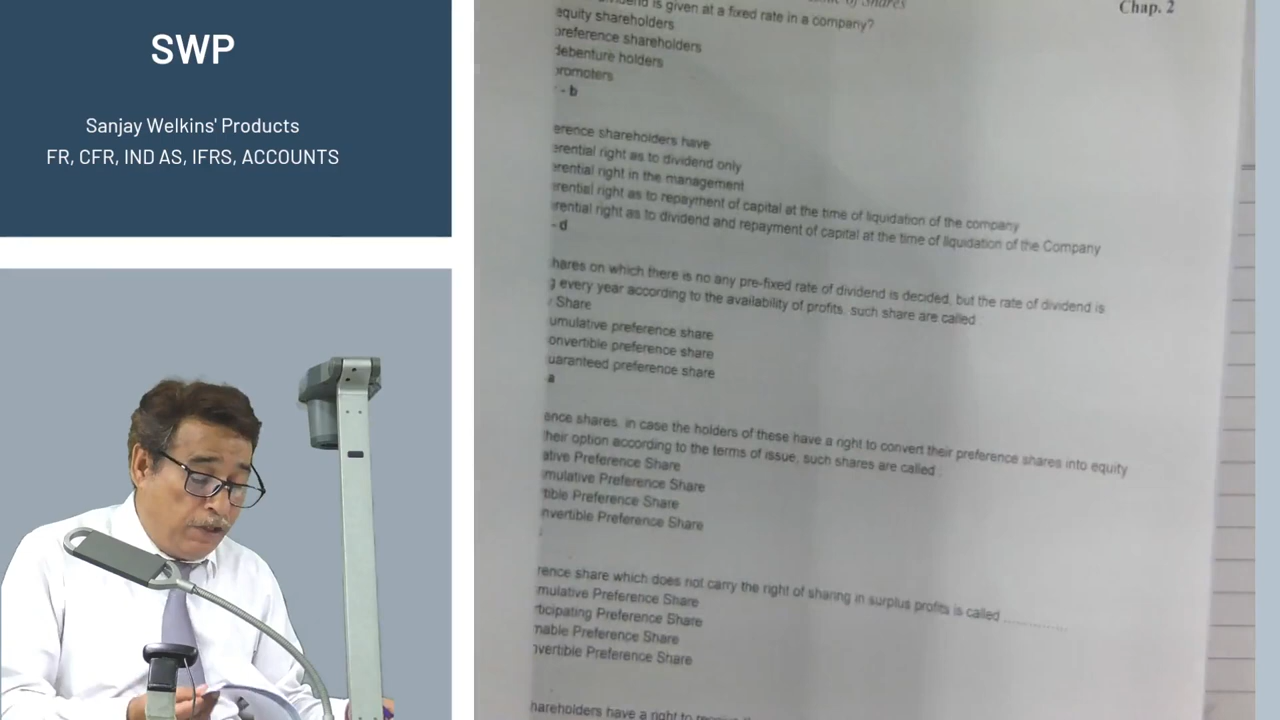 SWP
Sanjay Welkins' Products
FR, CFR, IND AS, IFRS, ACCOUNTS
of Shares
Chap. 2
is given at a fixed rate in a company?
equity shareholders
preference shareholders
debenture holders
promoters
- b
erence shareholders have
erential right as to dividend only
erential right in the management
erential right as to repayment of capital at the time of liquidation of the company
erential right as to dividend and repayment of capital at the time of liquidation of the Company
- d
hares on which there is no any pre-fixed rate of dividend is decided, but the rate of dividend is
g every year according to the availability of profits, such share are called
Share
umulative preference share
onvertible preference share
uaranteed preference share
a
ence shares, in case the holders of these have a right to convert their preference shares into equity
heir option according to the terms of issue, such shares are called
ative Preference Share
mulative Preference Share
tible Preference Share
nvertible Preference Share
rence share which does not carry the right of sharing in surplus profits is called ..............
mulative Preference Share
rticipating Preference Share
mable Preference Share
nvertible Preference Share
hareholders have a right to